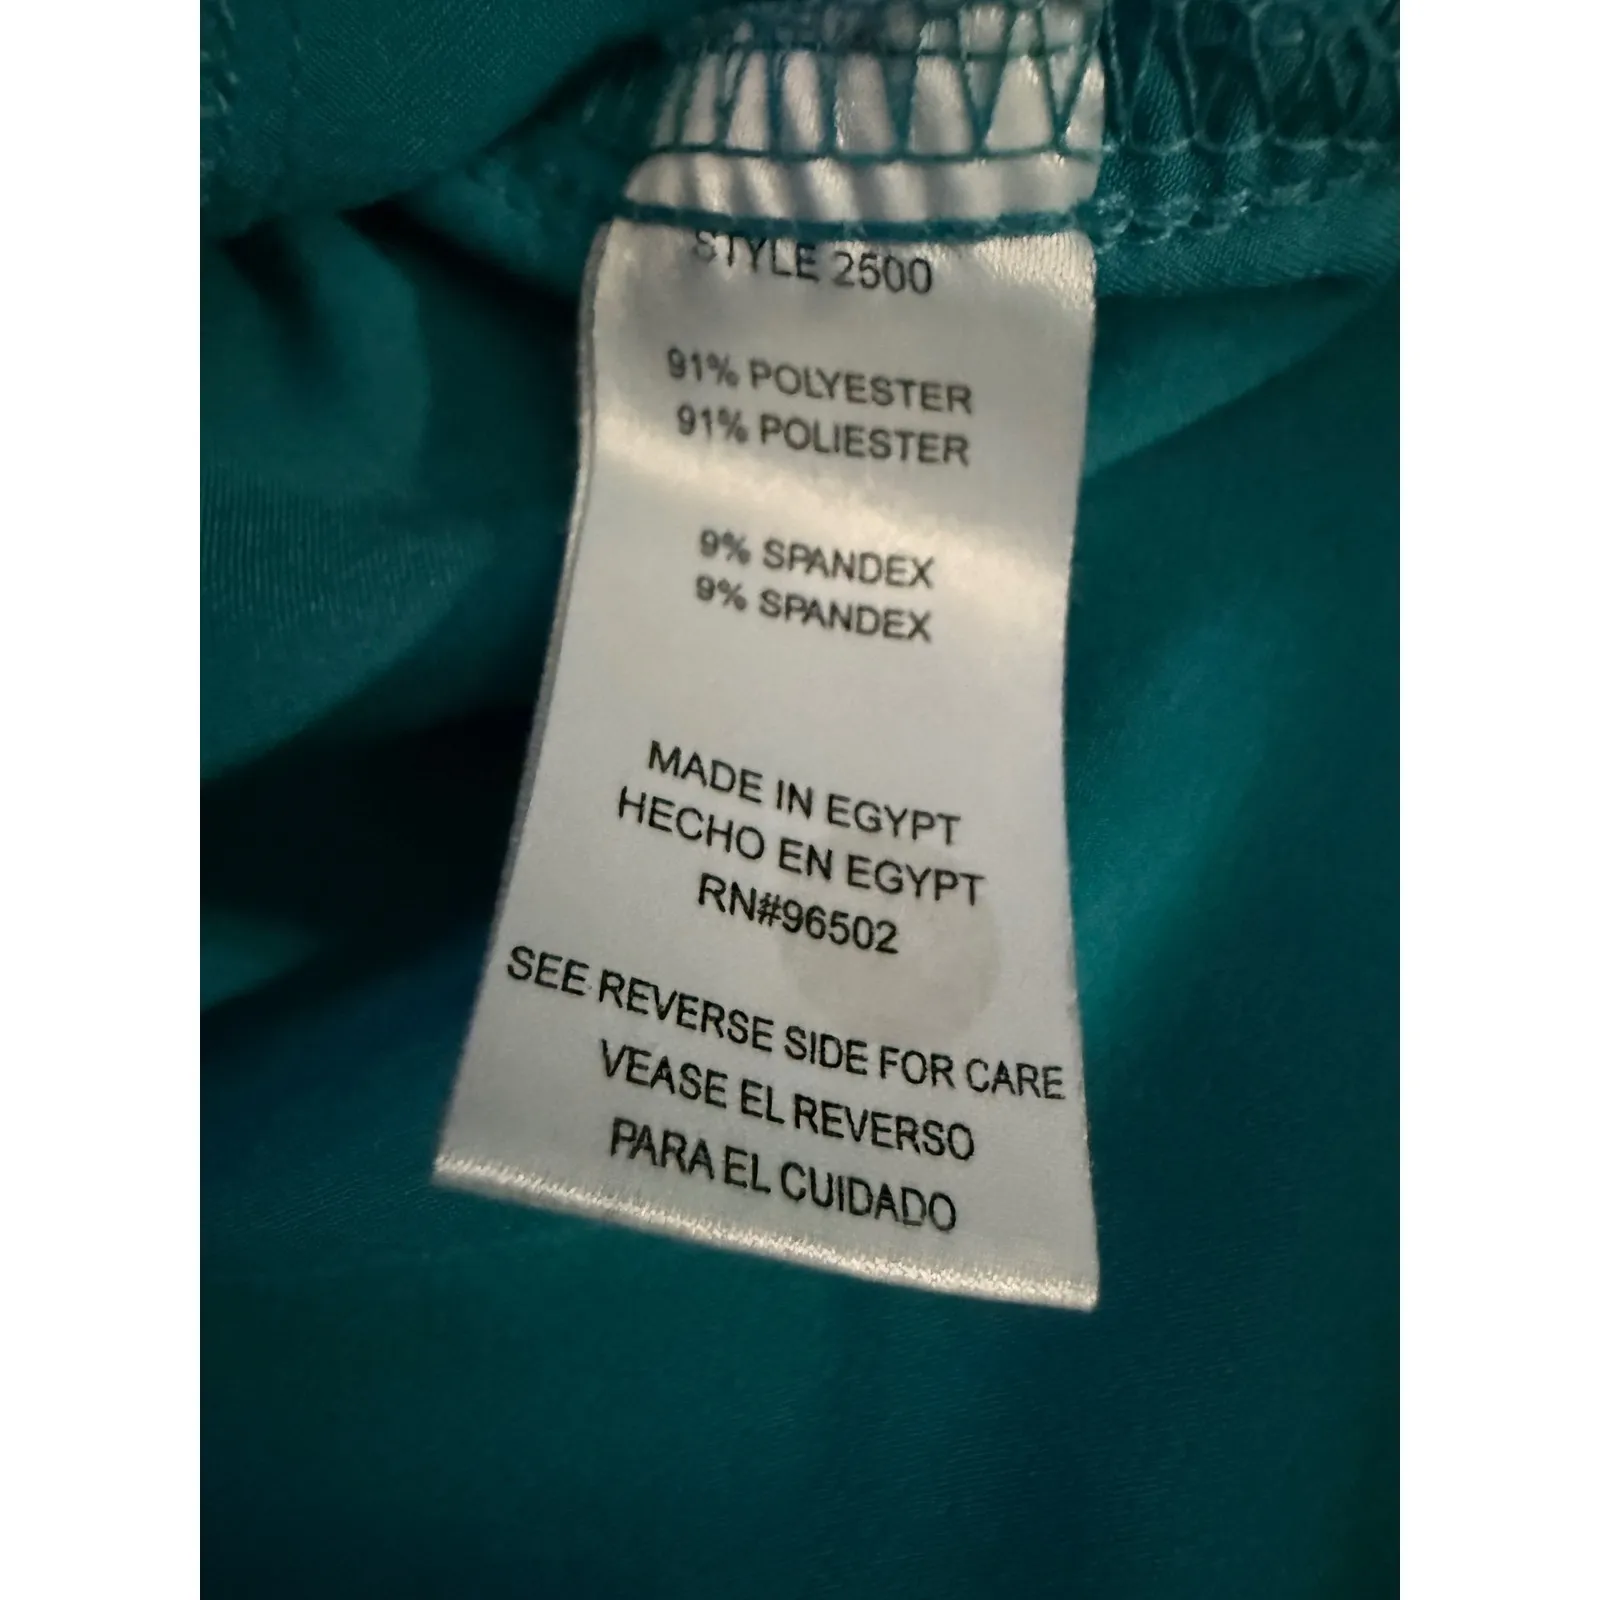 STYLE 2500
91% POLYESTER
91% POLIESTER
9% SPANDEX
9% SPANDEX
MADE IN EGYPT
HECHO EN EGYPT
RN#96502
SEE REVERSE SIDE FOR CARE
VEASE EL REVERSO
PARA EL CUIDADO